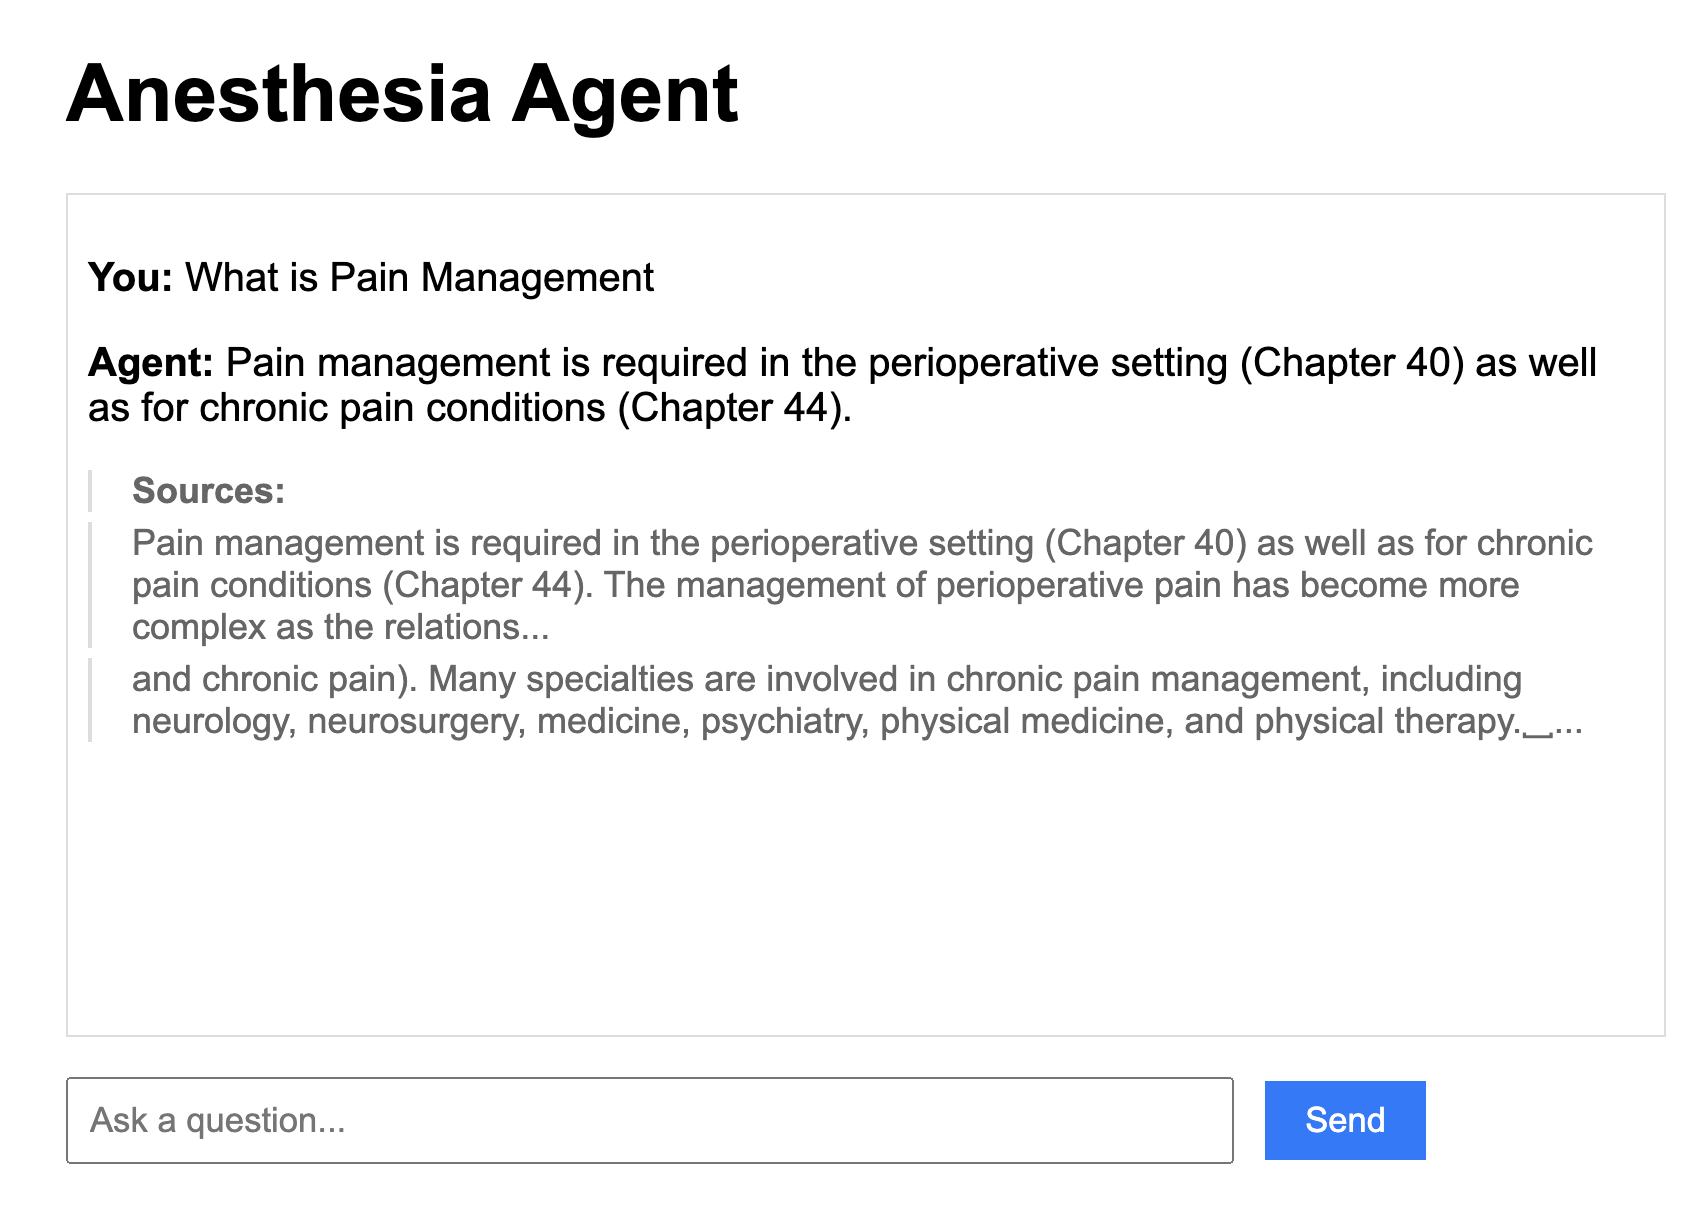 Anesthesia Agent
You: What is Pain Management
Agent: Pain management is required in the perioperative setting (Chapter 40) as well
as for chronic pain conditions (Chapter 44).
Sources:
Pain management is required in the perioperative setting (Chapter 40) as well as for chronic
pain conditions (Chapter 44). The management of perioperative pain has become more
complex as the relations...
and chronic pain). Many specialties are involved in chronic pain management, including
neurology, neurosurgery, medicine, psychiatry, physical medicine, and physical therapy.⎵...
Ask a question...
Send